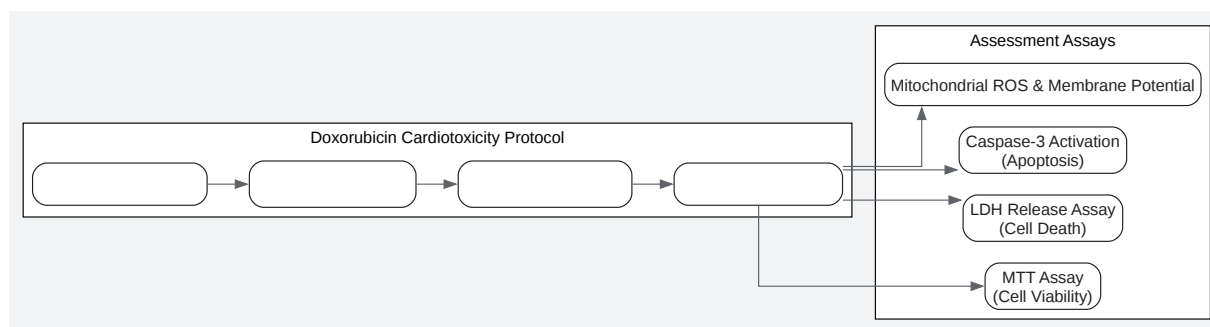 Assessment Assays
Mitochondrial ROS & Membrane Potential
Doxorubicin Cardiotoxicity Protocol
Caspase-3 Activation
(Apoptosis)
LDH Release Assay
(Cell Death)
MTT Assay
(Cell Viability)